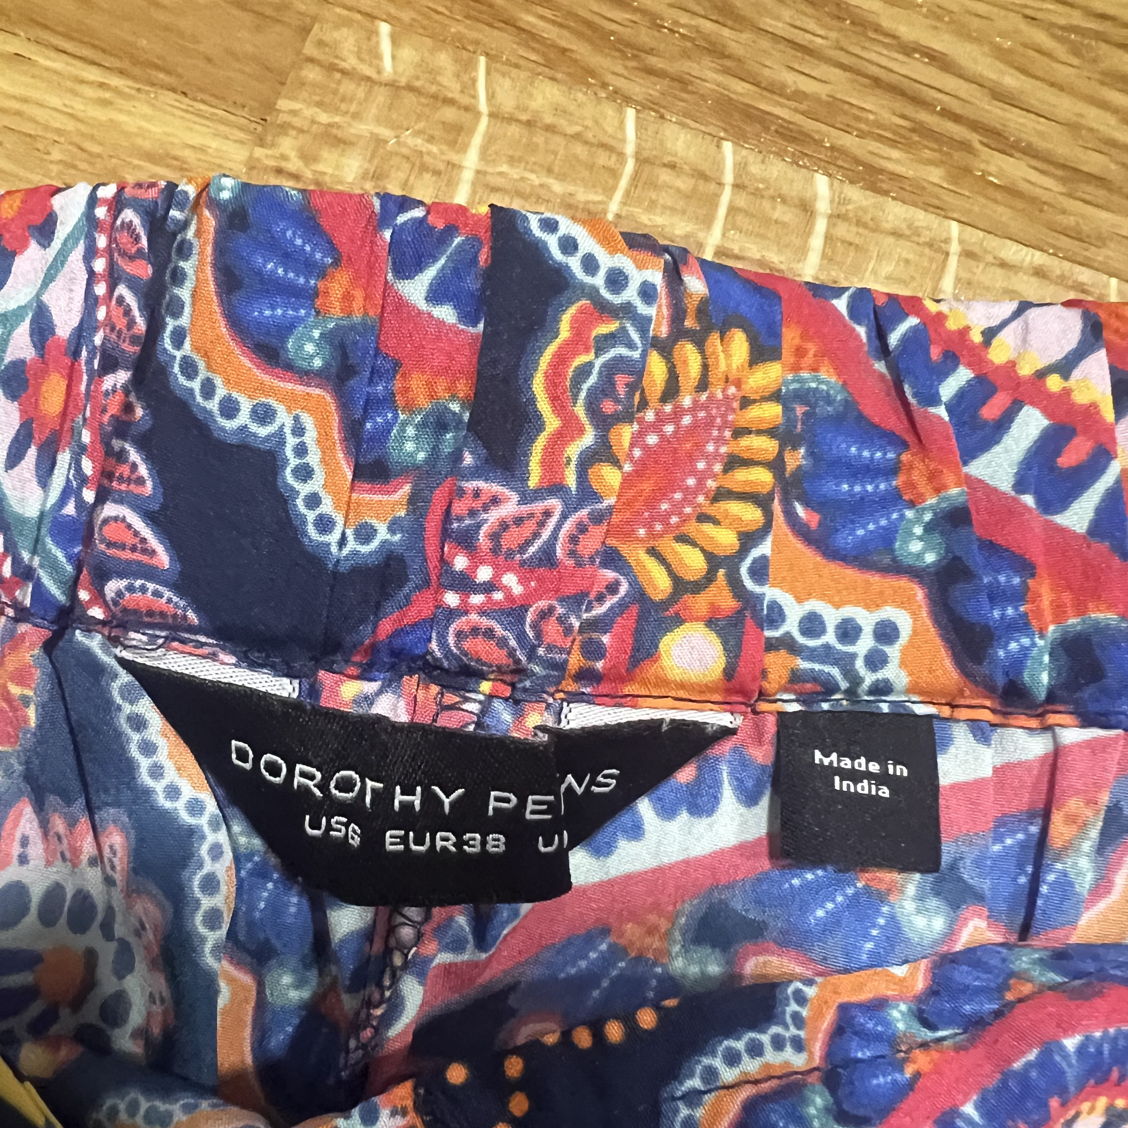 DOROTHY PE NS
US6 EUR38 U
Made in
India